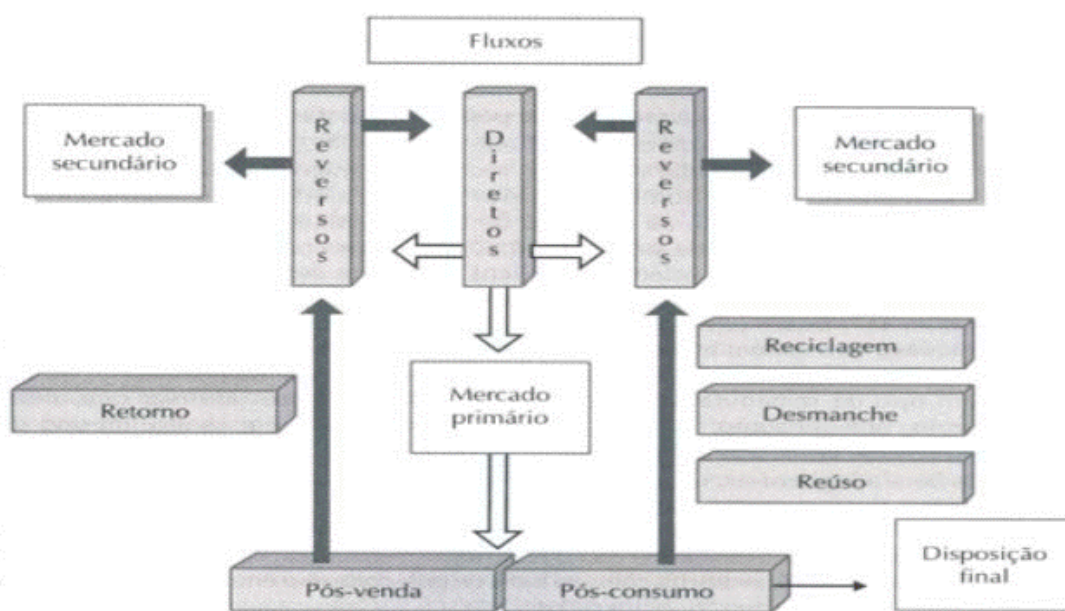 Fluxos
Mercado
secundário
Reversos
Diretos
Reversos
Mercado
secundário
Retorno
Mercado
primário
Reciclagem
Desmanche
Reúso
Pós-venda
Pós-consumo
Disposição
final